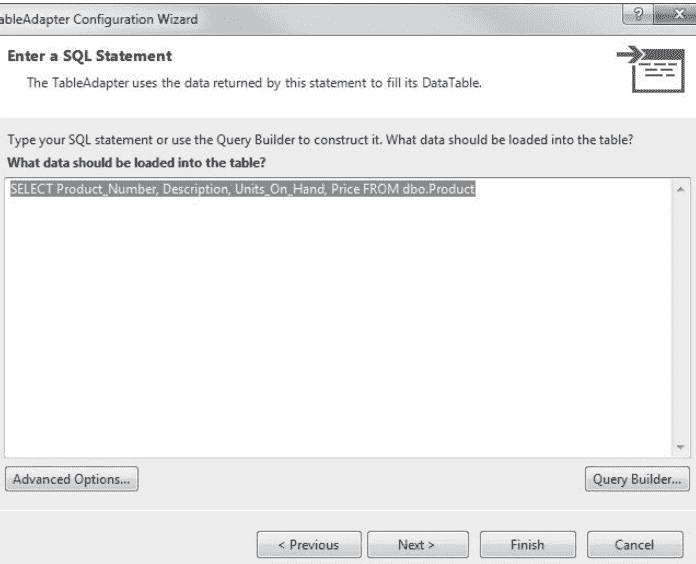 ableAdapter Configuration Wizard
?
X
Enter a SQL Statement
The TableAdapter uses the data returned by this statement to fill its DataTable.
Type your SQL statement or use the Query Builder to construct it. What data should be loaded into the table?
What data should be loaded into the table?
SELECT Product_Number, Description, Units_On_Hand, Price FROM dbo.Product
Advanced Options...
Query Builder...
< Previous
Next >
Finish
Cancel